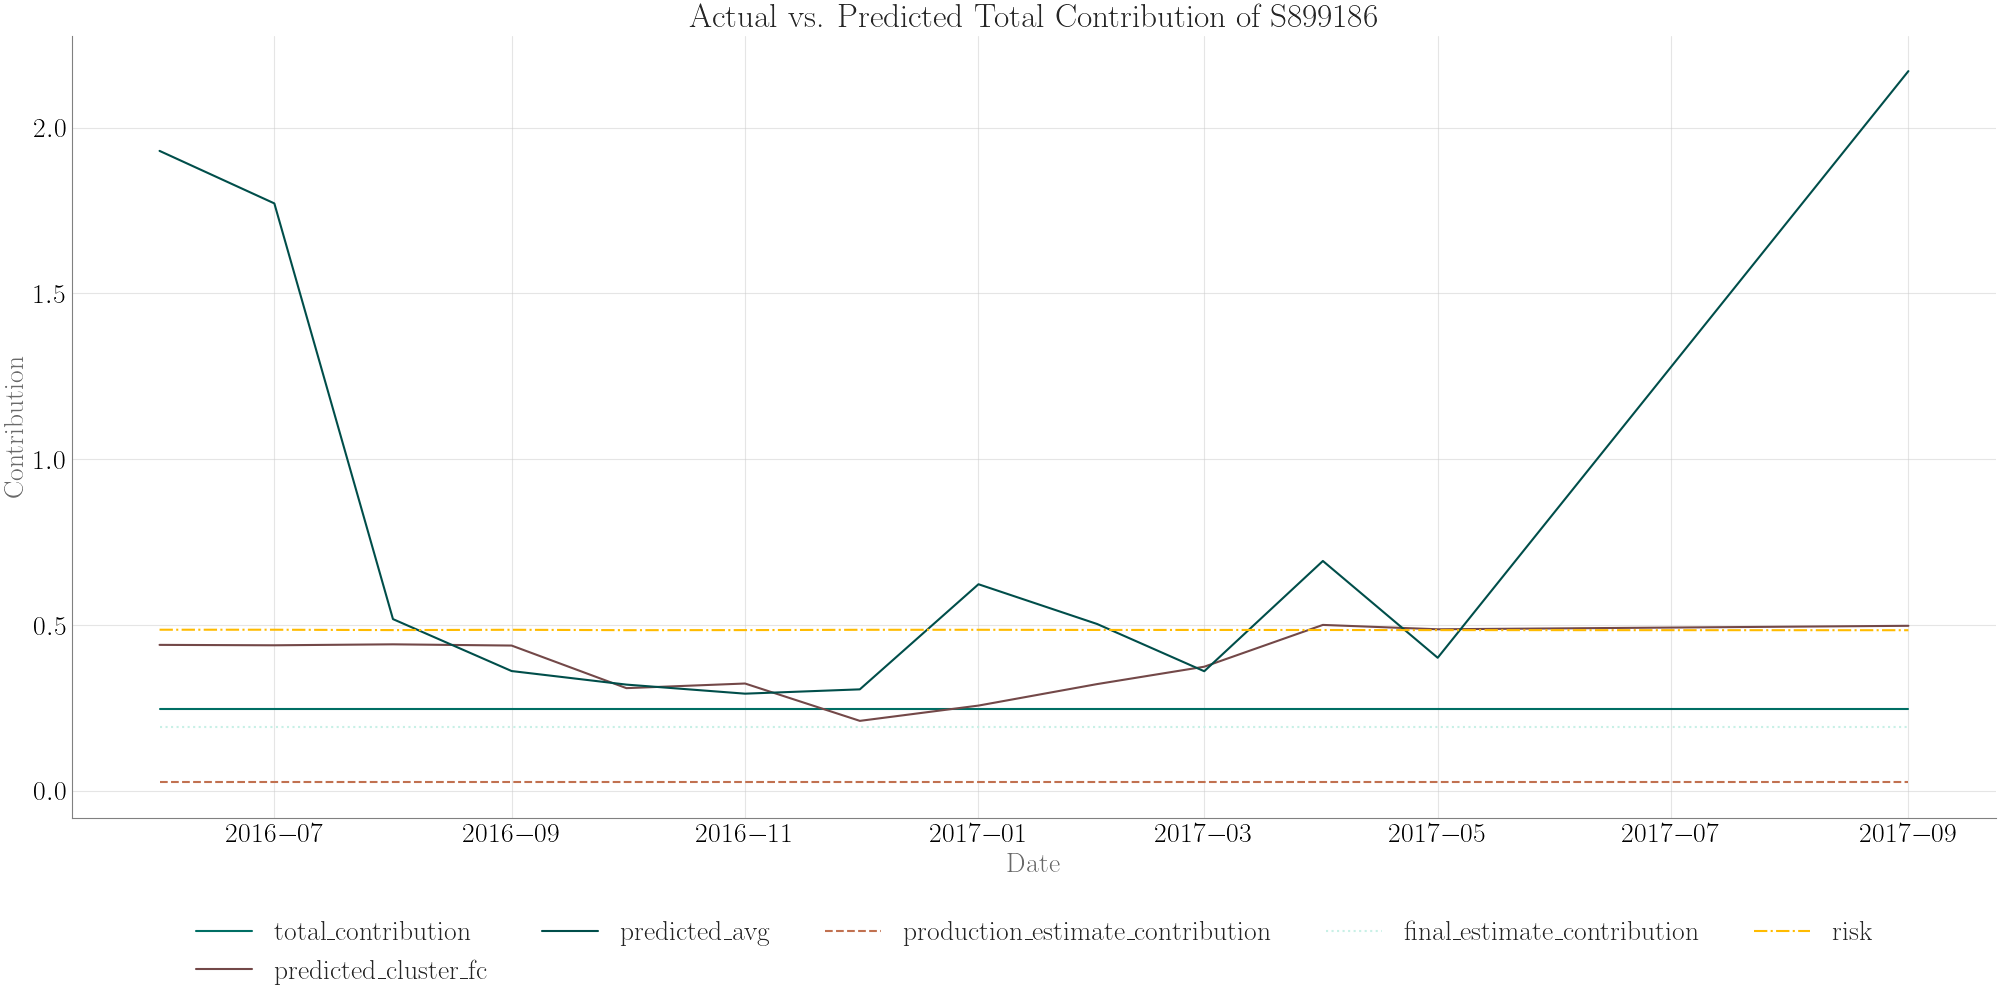 Actual vs. Predicted Total Contribution of S899186
2.0
1.5
1.0
0.5
0.0
Contribution
2016–07 2016–09 2016–11 2017–01 2017–03 2017–05 2017–07 2017–09
Date
total_contribution predicted_avg production_estimate_contribution final_estimate_contribution risk
predicted_cluster_fc